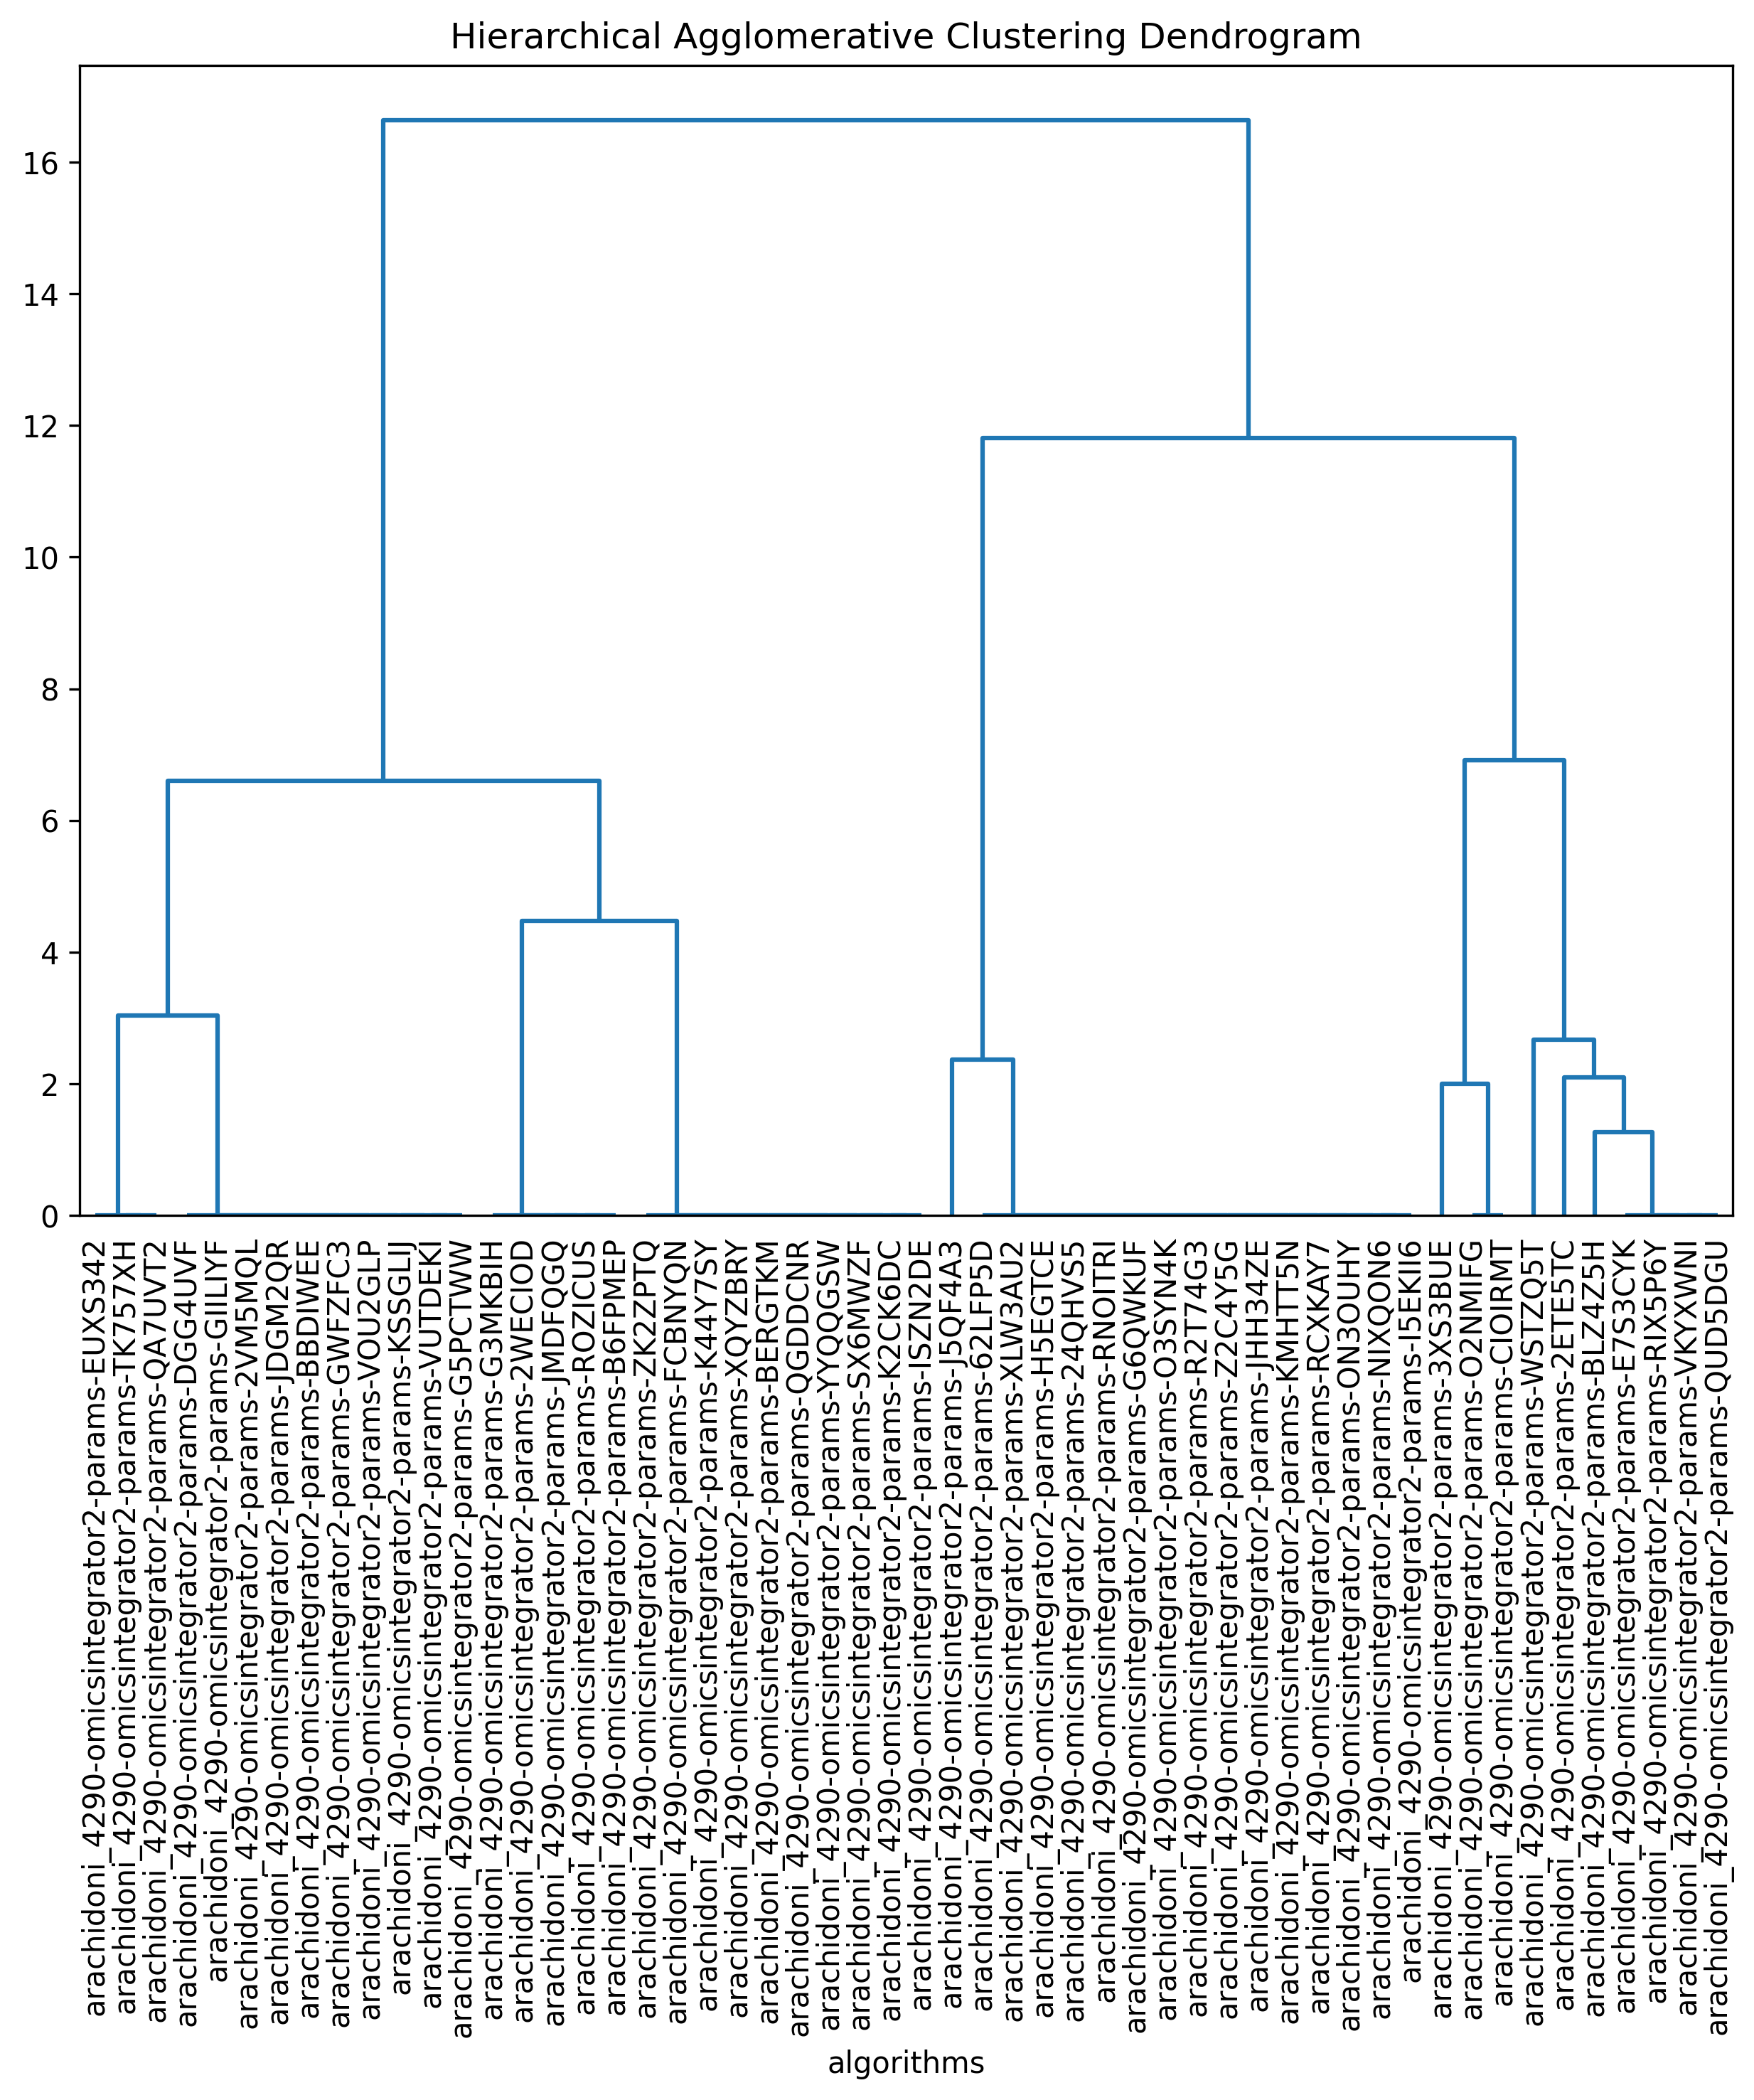 Hierarchical Agglomerative Clustering Dendrogram
16
14
12
10
8
6
4
2
0
arachidoni_4290-omicsintegrator2-params-EUXS342
arachidoni_4290-omicsintegrator2-params-TK757XH
arachidoni_4290-omicsintegrator2-params-QA7UVT2
arachidoni_4290-omicsintegrator2-params-DGG4UVF
arachidoni_4290-omicsintegrator2-params-GIILIYF
arachidoni_4290-omicsintegrator2-params-2VM5MQL
arachidoni_4290-omicsintegrator2-params-JDGM2QR
arachidoni_4290-omicsintegrator2-params-BBDIWEE
arachidoni_4290-omicsintegrator2-params-GWFZFC3
arachidoni_4290-omicsintegrator2-params-VOU2GLP
arachidoni_4290-omicsintegrator2-params-KSSGLIJ
arachidoni_4290-omicsintegrator2-params-VUTDEKI
arachidoni_4290-omicsintegrator2-params-G5PCTWW
arachidoni_4290-omicsintegrator2-params-G3MKBIH
arachidoni_4290-omicsintegrator2-params-2WECIOD
arachidoni_4290-omicsintegrator2-params-JMDFQGQ
arachidoni_4290-omicsintegrator2-params-ROZICUS
arachidoni_4290-omicsintegrator2-params-B6FPMEP
arachidoni_4290-omicsintegrator2-params-ZK2ZPTQ
arachidoni_4290-omicsintegrator2-params-FCBNYQN
arachidoni_4290-omicsintegrator2-params-K44Y7SY
arachidoni_4290-omicsintegrator2-params-XQYZBRY
arachidoni_4290-omicsintegrator2-params-BERGTKM
arachidoni_4290-omicsintegrator2-params-QGDDCNR
arachidoni_4290-omicsintegrator2-params-YYQQGSW
arachidoni_4290-omicsintegrator2-params-SX6MWZF
arachidoni_4290-omicsintegrator2-params-K2CK6DC
arachidoni_4290-omicsintegrator2-params-ISZN2DE
arachidoni_4290-omicsintegrator2-params-J5QF4A3
arachidoni_4290-omicsintegrator2-params-62LFP5D
arachidoni_4290-omicsintegrator2-params-XLW3AU2
arachidoni_4290-omicsintegrator2-params-H5EGTCE
arachidoni_4290-omicsintegrator2-params-24QHVS5
arachidoni_4290-omicsintegrator2-params-RNOITRI
arachidoni_4290-omicsintegrator2-params-G6QWKUF
arachidoni_4290-omicsintegrator2-params-O3SYN4K
arachidoni_4290-omicsintegrator2-params-R2T74G3
arachidoni_4290-omicsintegrator2-params-Z2C4Y5G
arachidoni_4290-omicsintegrator2-params-JHH34ZE
arachidoni_4290-omicsintegrator2-params-KMHTT5N
arachidoni_4290-omicsintegrator2-params-RCXKAY7
arachidoni_4290-omicsintegrator2-params-ON3OUHY
arachidoni_4290-omicsintegrator2-params-NIXQON6
arachidoni_4290-omicsintegrator2-params-I5EKII6
arachidoni_4290-omicsintegrator2-params-3XS3BUE
arachidoni_4290-omicsintegrator2-params-O2NMIFG
arachidoni_4290-omicsintegrator2-params-CIOIRMT
arachidoni_4290-omicsintegrator2-params-WSTZQ5T
arachidoni_4290-omicsintegrator2-params-2ETE5TC
arachidoni_4290-omicsintegrator2-params-BLZ4Z5H
arachidoni_4290-omicsintegrator2-params-E7S3CYK
arachidoni_4290-omicsintegrator2-params-RIX5P6Y
arachidoni_4290-omicsintegrator2-params-VKYXWNI
arachidoni_4290-omicsintegrator2-params-QUD5DGU
algorithms